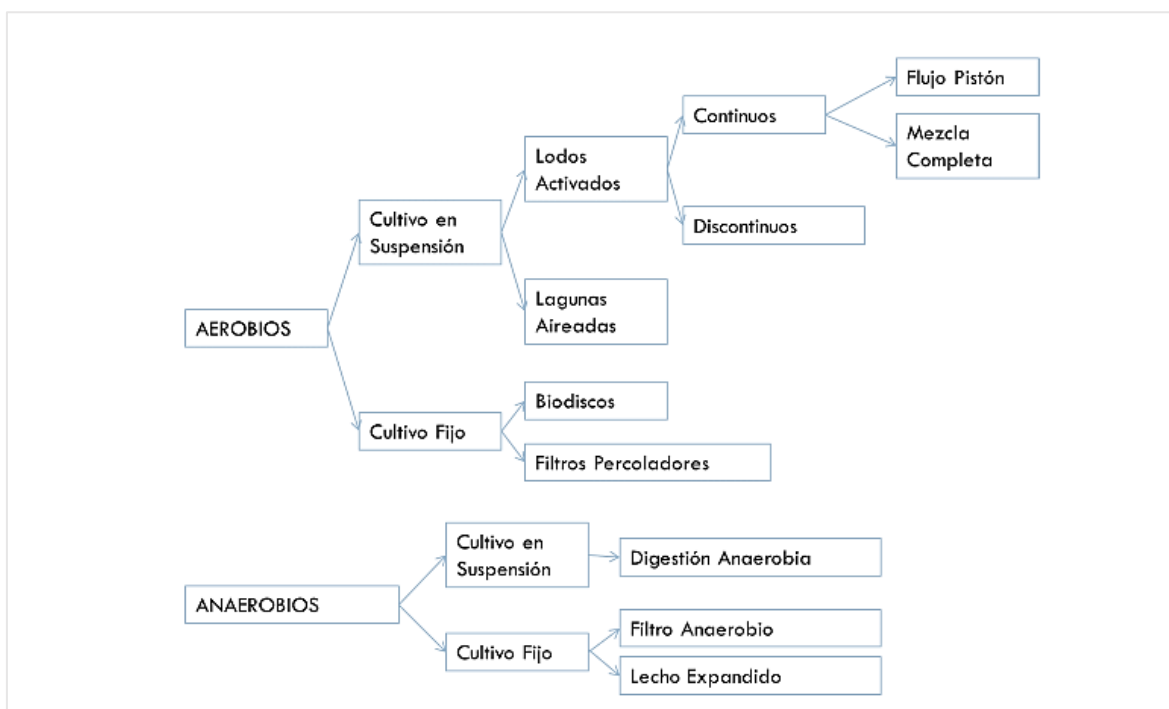 AEROBIOS
Cultivo en
Suspensión
Lodos
Activados
Continuos
Flujo Pistón
Mezcla
Completa
Discontinuos
Lagunas
Aireadas
Cultivo Fijo
Biodiscos
Filtros Percoladores
ANAEROBIOS
Cultivo en
Suspensión
Digestión Anaerobia
Cultivo Fijo
Filtro Anaerobio
Lecho Expandido